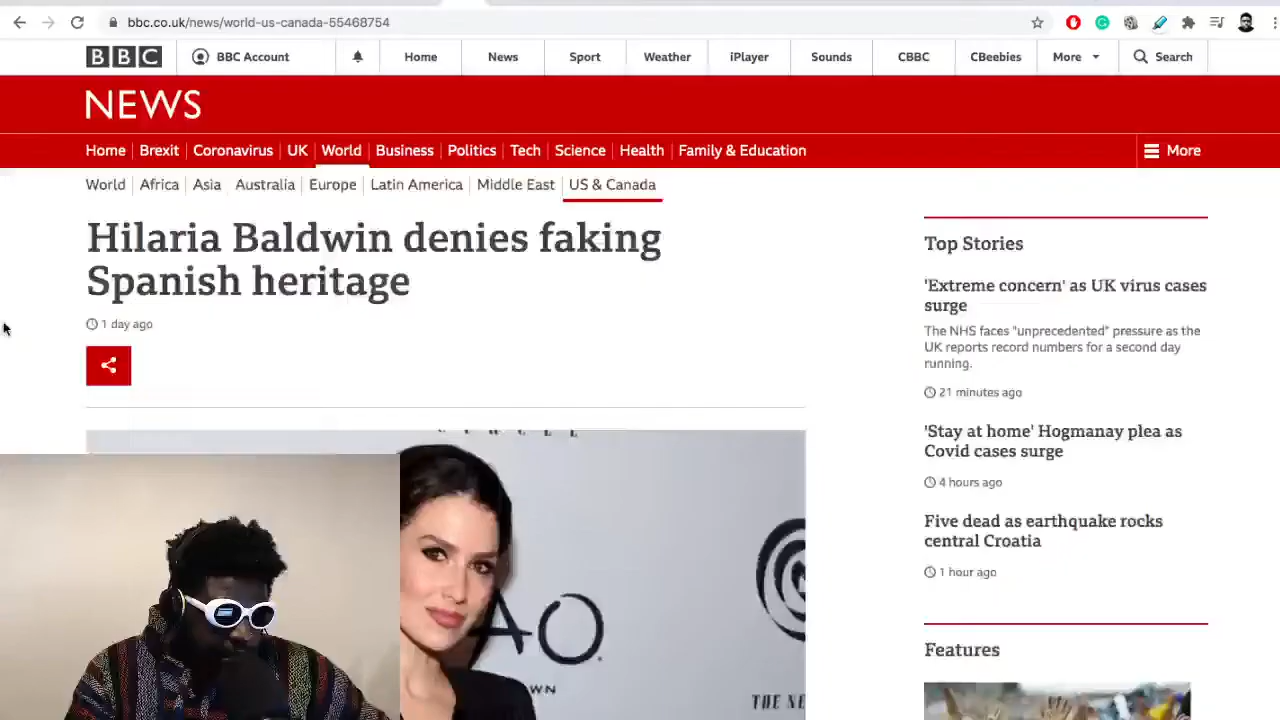 bbc.co.uk/news/world-us-canada-55468754
BBC
BBC Account
Home
News
Sport
Weather
iPlayer
Sounds
CBBC
CBeebies
More
Search
NEWS
Home
Brexit
Coronavirus
UK
World
Business
Politics
Tech
Science
Health
Family & Education
More
World
Africa
Asia
Australia
Europe
Latin America
Middle East
US & Canada
Hilaria Baldwin denies faking
Spanish heritage
1 day ago
Top Stories
'Extreme concern' as UK virus cases
surge
The NHS faces "unprecedented" pressure as the
UK reports record numbers for a second day
running.
21 minutes ago
'Stay at home' Hogmanay plea as
Covid cases surge
4 hours ago
Five dead as earthquake rocks
central Croatia
1 hour ago
Features
AO
WN
THE NE